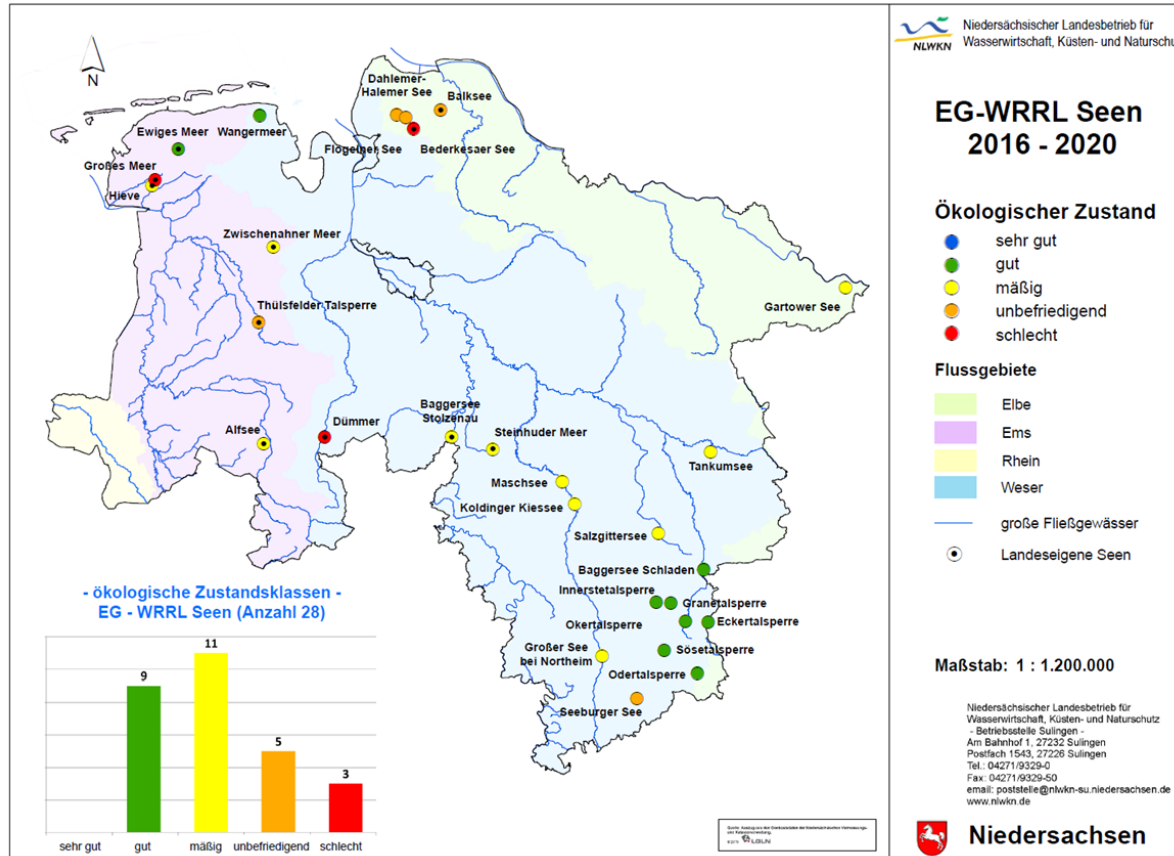 N
Dahlemer-
Halemer See
Balksee
Ewiges Meer
Wangermeer
Flögelner See
Bederkesaer See
Großes Meer
Hieve
Zwischenahner Meer
Gartower See
Thülsfelder Talsperre
Alfsee
Dümmer
Baggersee
Stolzenau
Steinhuder Meer
Tankumsee
Maschsee
Koldinger Kiessee
Salzgittersee
Baggersee Schladen
Innerstetalsperre
Granetalsperre
Okertalsperre
Eckertalsperre
Großer See
bei Northeim
Sösetalsperre
Odertalsperre
Seeburger See
- ökologische Zustandsklassen -
EG - WRRL Seen (Anzahl 28)
9
11
5
3
sehr gut gut mäßig unbefriedigend schlecht
LGLN
NLWKN
Niedersächsischer Landesbetrieb für
Wasserwirtschaft, Küsten- und Naturschu
EG-WRRL Seen
2016 - 2020
Ökologischer Zustand
sehr gut
gut
mäßig
unbefriedigend
schlecht
Flussgebiete
Elbe
Ems
Rhein
Weser
große Fließgewässer
Landeseigene Seen
Maßstab: 1 : 1.200.000
Niedersächsischer Landesbetrieb für
Wasserwirtschaft, Küsten- und Naturschutz
- Betriebsstelle Sulingen -
Am Bahnhof 1, 27232 Sulingen
Postfach 1543, 27226 Sulingen
Tel.: 04271/9329-0
Fax: 04271/9329-50
email: poststelle@nlwkn-su.niedersachsen.de
www.nlwkn.de
Niedersachsen